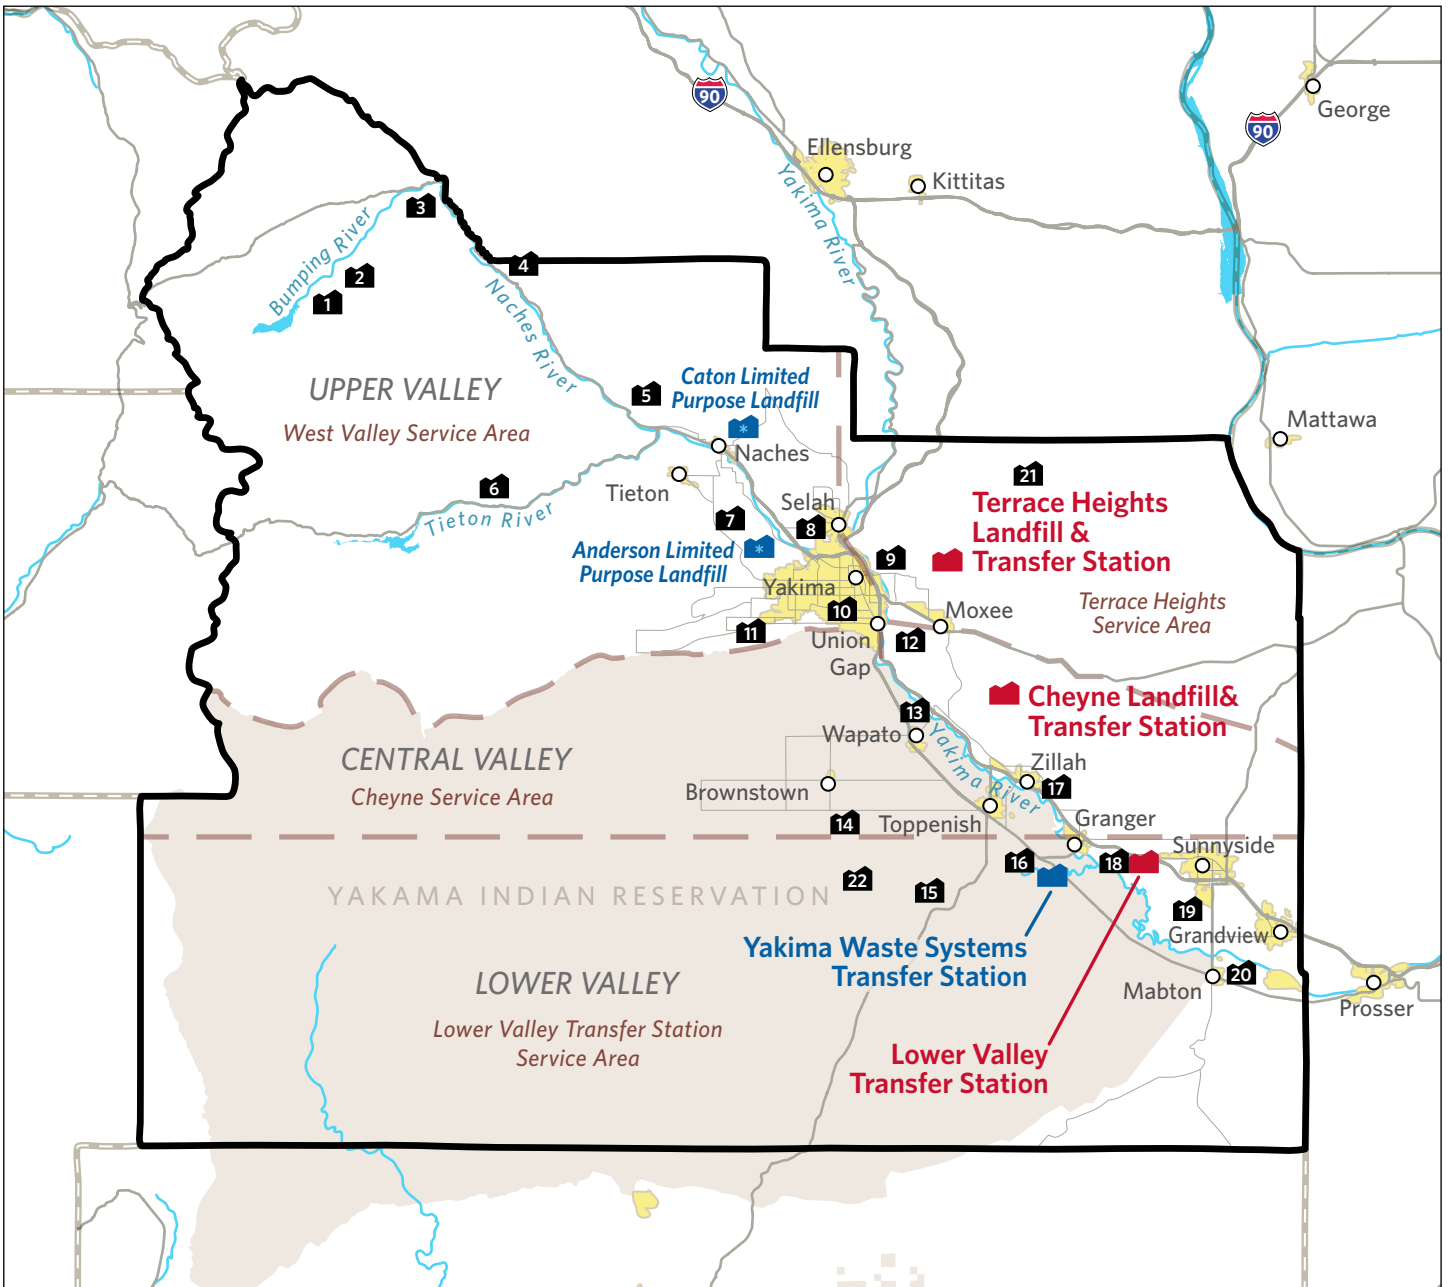 90
George
90
Ellensburg
Kittitas
Yakima River
3
Bumping River
2
1
4
Naches River
UPPER VALLEY
West Valley Service Area
5
Caton Limited
Purpose Landfill
*
Naches
Mattawa
Tieton
6
Tieton River
7
Selah
8
21
Terrace Heights
Landfill &
Transfer Station
Anderson Limited
Purpose Landfill
*
9
Yakima
10
Moxee
Terrace Heights
Service Area
11
Union
Gap
12
Cheyne Landfill&
Transfer Station
13
Wapato
Yakima River
CENTRAL VALLEY
Cheyne Service Area
Zillah
17
Brownstown
14
Toppenish
Granger
Sunnyside
16
18
22
15
YAKAMA INDIAN RESERVATION
19
Grandview
Yakima Waste Systems
Transfer Station
LOWER VALLEY
Lower Valley Transfer Station
Service Area
Mabton
20
Prosser
Lower Valley
Transfer Station